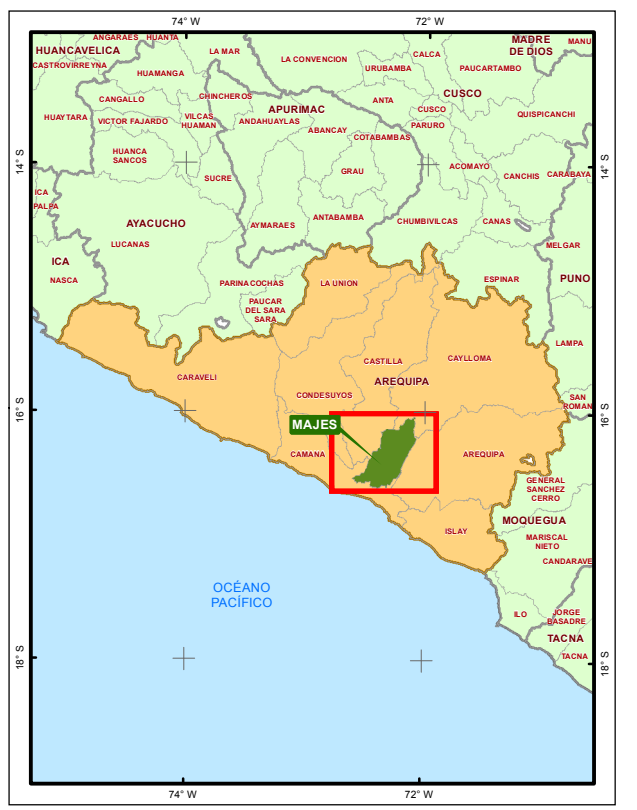 74° W
72° W
ANGARAES
HUANTA
LA MAR
MADRE
DE DIOS
MANU
HUANCAVELICA
CASTROVIRREYNA
LA CONVENCION
CALCA
URUBAMBA
PAUCARTAMBO
HUAMANGA
CUSCO
CANGALLO
CHINCHEROS
APURIMAC
ANTA
CUSCO
HUAYTARA
VICTOR FAJARDO
VILCAS
HUAMAN
ANDAHUAYLAS
ABANCAY
COTABAMBAS
PARURO
QUISPICANCHI
HUANCA
SANCOS
GRAU
ACOMAYO
CANCHIS
CARABAYA
14° S
14° S
SUCRE
ICA
PALPA
AYACUCHO
AYMARAES
ANTABAMBA
CHUMBIVILCAS
CANAS
LUCANAS
MELGAR
ICA
NASCA
PARINACOCHAS
LA UNION
ESPINAR
PUNO
PAUCAR
DEL SARA
SARA
LAMPA
CASTILLA
CAYLLOMA
CARAVELI
AREQUIPA
CONDESUYOS
SAN
ROMAN
16° S
16° S
MAJES
CAMANA
AREQUIPA
GENERAL
SANCHEZ
CERRO
MOQUEGUA
ISLAY
MARISCAL
NIETO
CANDARAVE
OCÉANO
PACÍFICO
ILO
JORGE
BASADRE
TACNA
TACNA
18° S
18° S
74° W
72° W